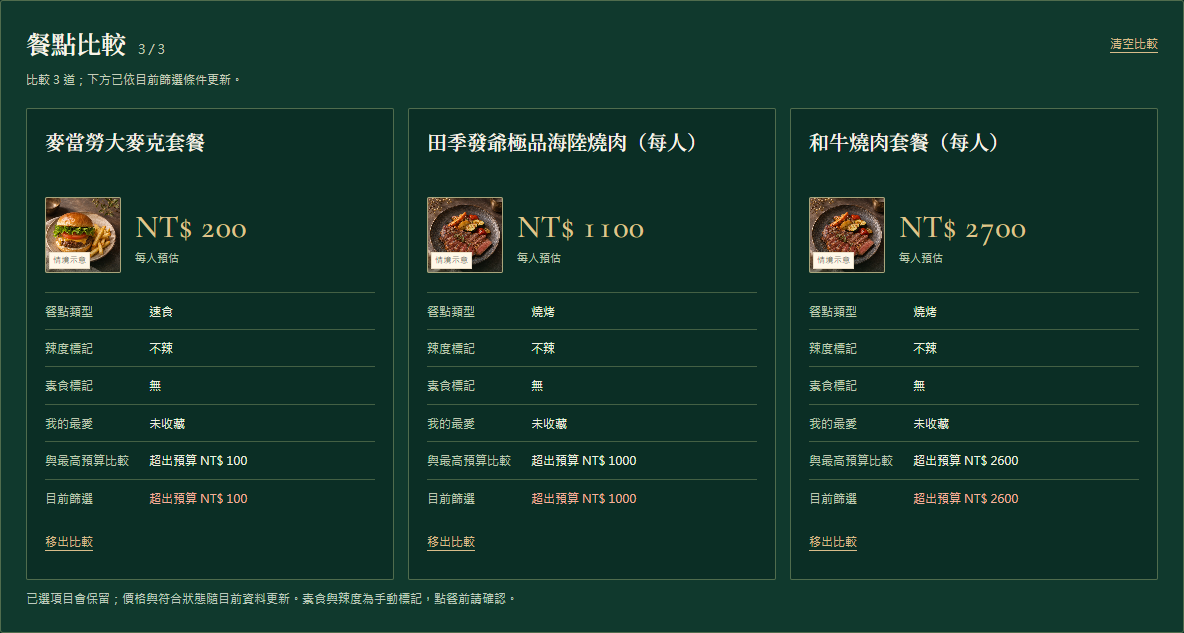 餐點比較 3 / 3
清空比較
比較 3 道；下方已依目前篩選條件更新。
麥當勞大麥克套餐
情境示意
NT$ 200
每人預估
餐點類型 速食
辣度標記 不辣
素食標記 無
我的最愛 未收藏
與最高預算比較 超出預算 NT$ 100
目前篩選 超出預算 NT$ 100
移出比較
田季發爺極品海陸燒肉（每人）
情境示意
NT$ 1100
每人預估
餐點類型 燒烤
辣度標記 不辣
素食標記 無
我的最愛 未收藏
與最高預算比較 超出預算 NT$ 1000
目前篩選 超出預算 NT$ 1000
移出比較
和牛燒肉套餐（每人）
情境示意
NT$ 2700
每人預估
餐點類型 燒烤
辣度標記 不辣
素食標記 無
我的最愛 未收藏
與最高預算比較 超出預算 NT$ 2600
目前篩選 超出預算 NT$ 2600
移出比較
已選項目會保留；價格與符合狀態隨目前資料更新。素食與辣度為手動標記，點餐前請確認。